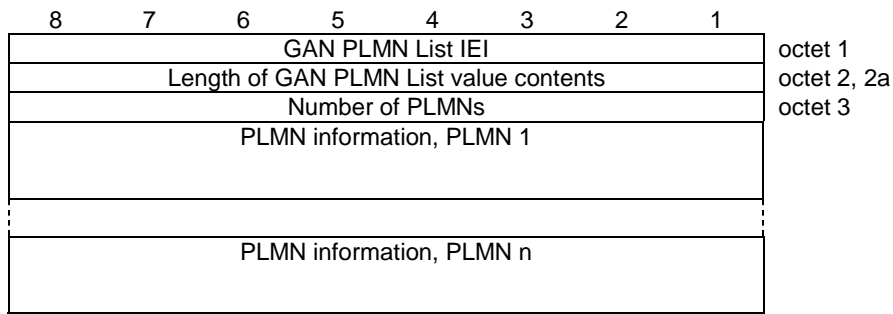 8 7 6 5 4 3 2 1
GAN PLMN List IEI octet 1
Length of GAN PLMN List value contents octet 2, 2a
Number of PLMNs octet 3
PLMN information, PLMN 1
PLMN information, PLMN n